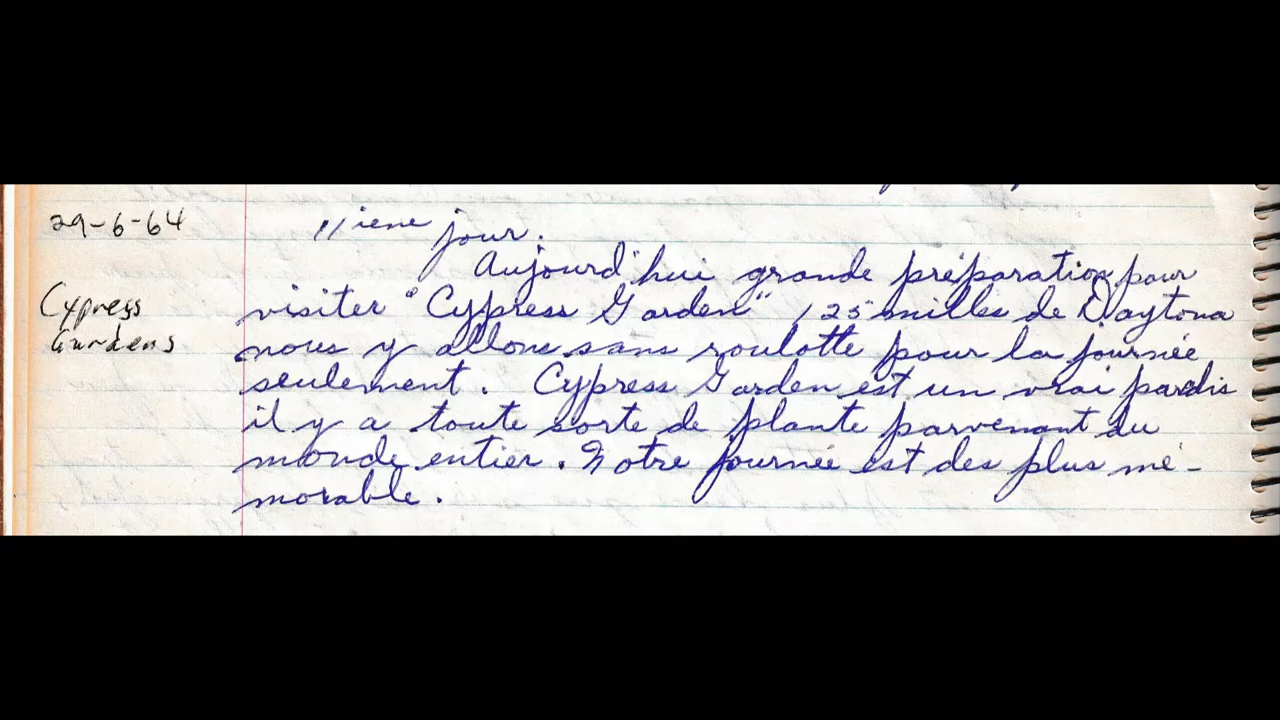 29-6-64
11ieme jour.
Aujourd'hui grande préparation pour
Cypress
visiter "Cypress Garden" 125 milles de Daytona
Gardens
nous y allons sans roulotte pour la journée
seulement. Cypress Garden est un vrai paradis
il y a toute sorte de plante parvenant du
monde entier. Notre journée est des plus mé-
morable.